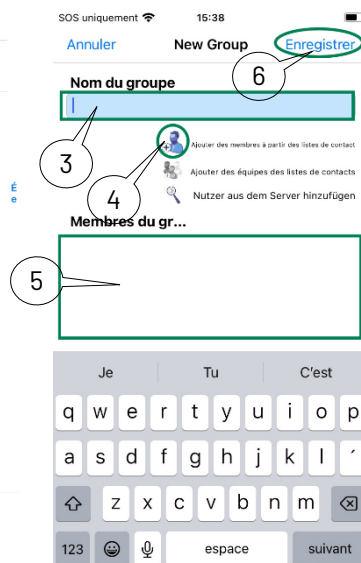 SOS uniquement 15:38
Annuler New Group Enregistrer
6
Nom du groupe
3
Ajouter des membres à partir des listes de contact
4
Ajouter des équipes des listes de contacts
É
e
Nutzer aus dem Server hinzufügen
Membres du gr...
5
Je Tu C'est
q w e r t y u i o p
a s d f g h j k l ´
z x c v b n m
123 espace suivant